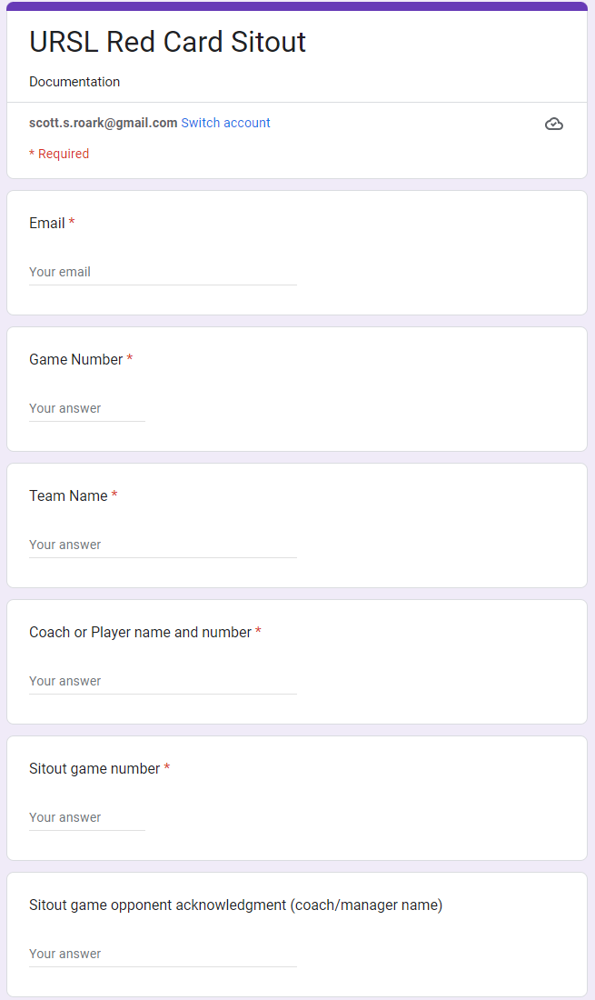 URSL Red Card Sitout
Documentation
scott.s.roark@gmail.com Switch account
* Required
Email *
Your email
Game Number *
Your answer
Team Name *
Your answer
Coach or Player name and number *
Your answer
Sitout game number *
Your answer
Sitout game opponent acknowledgment (coach/manager name)
Your answer